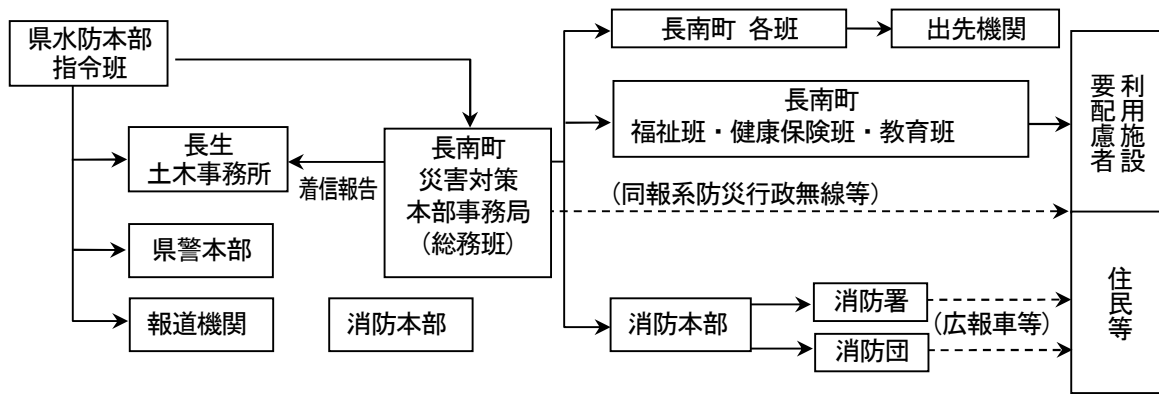 県水防本部
指令班
長生
土木事務所
県警本部
報道機関
着信報告
長南町
災害対策
本部事務局
（総務班）
消防本部
長南町 各班
出先機関
長南町
福祉班・健康保険班・教育班
（同報系防災行政無線等）
消防本部
消防署
消防団
（広報車等）
要配慮者
利用施設
住民等